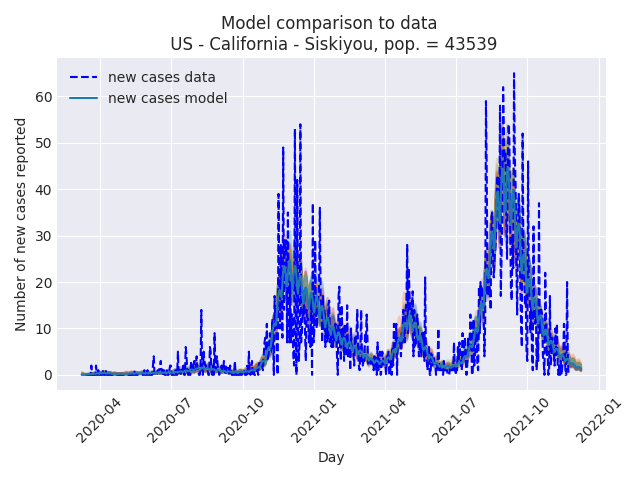 Model comparison to data
US - California - Siskiyou, pop. = 43539
new cases data
new cases model
Number of new cases reported
60
50
40
30
20
10
0
2020-04
2020-07
2020-10
2021-01
2021-04
2021-07
2021-10
2022-01
Day